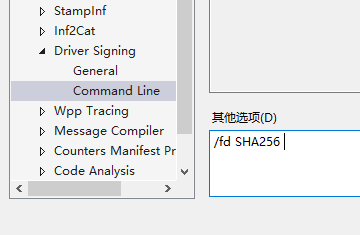 StampInf
Inf2Cat
Driver Signing
General
Command Line
Wpp Tracing
Message Compiler
Counters Manifest Pr
Code Analysis
其他选项(D)
/fd SHA256